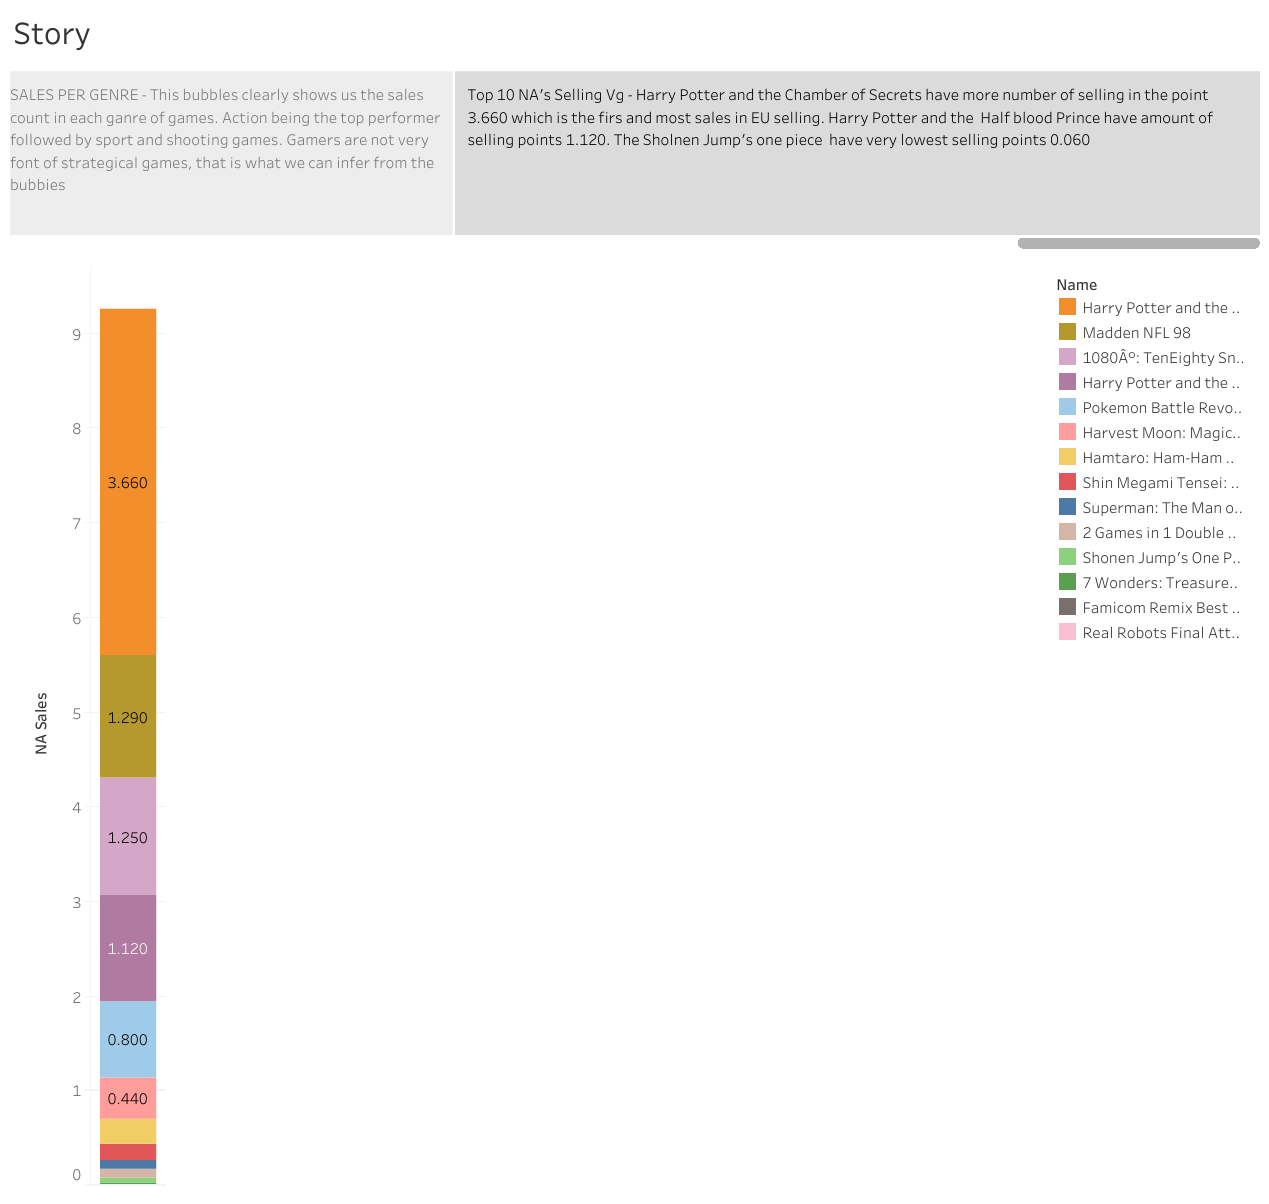 Story
SALES PER GENRE - This bubbles clearly shows us the sales
count in each ganre of games. Action being the top performer
followed by sport and shooting games. Gamers are not very
font of strategical games, that is what we can infer from the
bubbies
Top 10 NA's Selling Vg - Harry Potter and the Chamber of Secrets have more number of selling in the point
3.660 which is the firs and most sales in EU selling. Harry Potter and the  Half blood Prince have amount of
selling points 1.120. The Sholnen Jump's one piece  have very lowest selling points 0.060
NA Sales
9
8
7
6
5
4
3
2
1
0
3.660
1.290
1.250
1.120
0.800
0.440
Name
Harry Potter and the ..
Madden NFL 98
1080Âº: TenEighty Sn..
Harry Potter and the ..
Pokemon Battle Revo..
Harvest Moon: Magic..
Hamtaro: Ham-Ham ..
Shin Megami Tensei: ..
Superman: The Man o..
2 Games in 1 Double ..
Shonen Jump's One P..
7 Wonders: Treasure..
Famicom Remix Best ..
Real Robots Final Att..